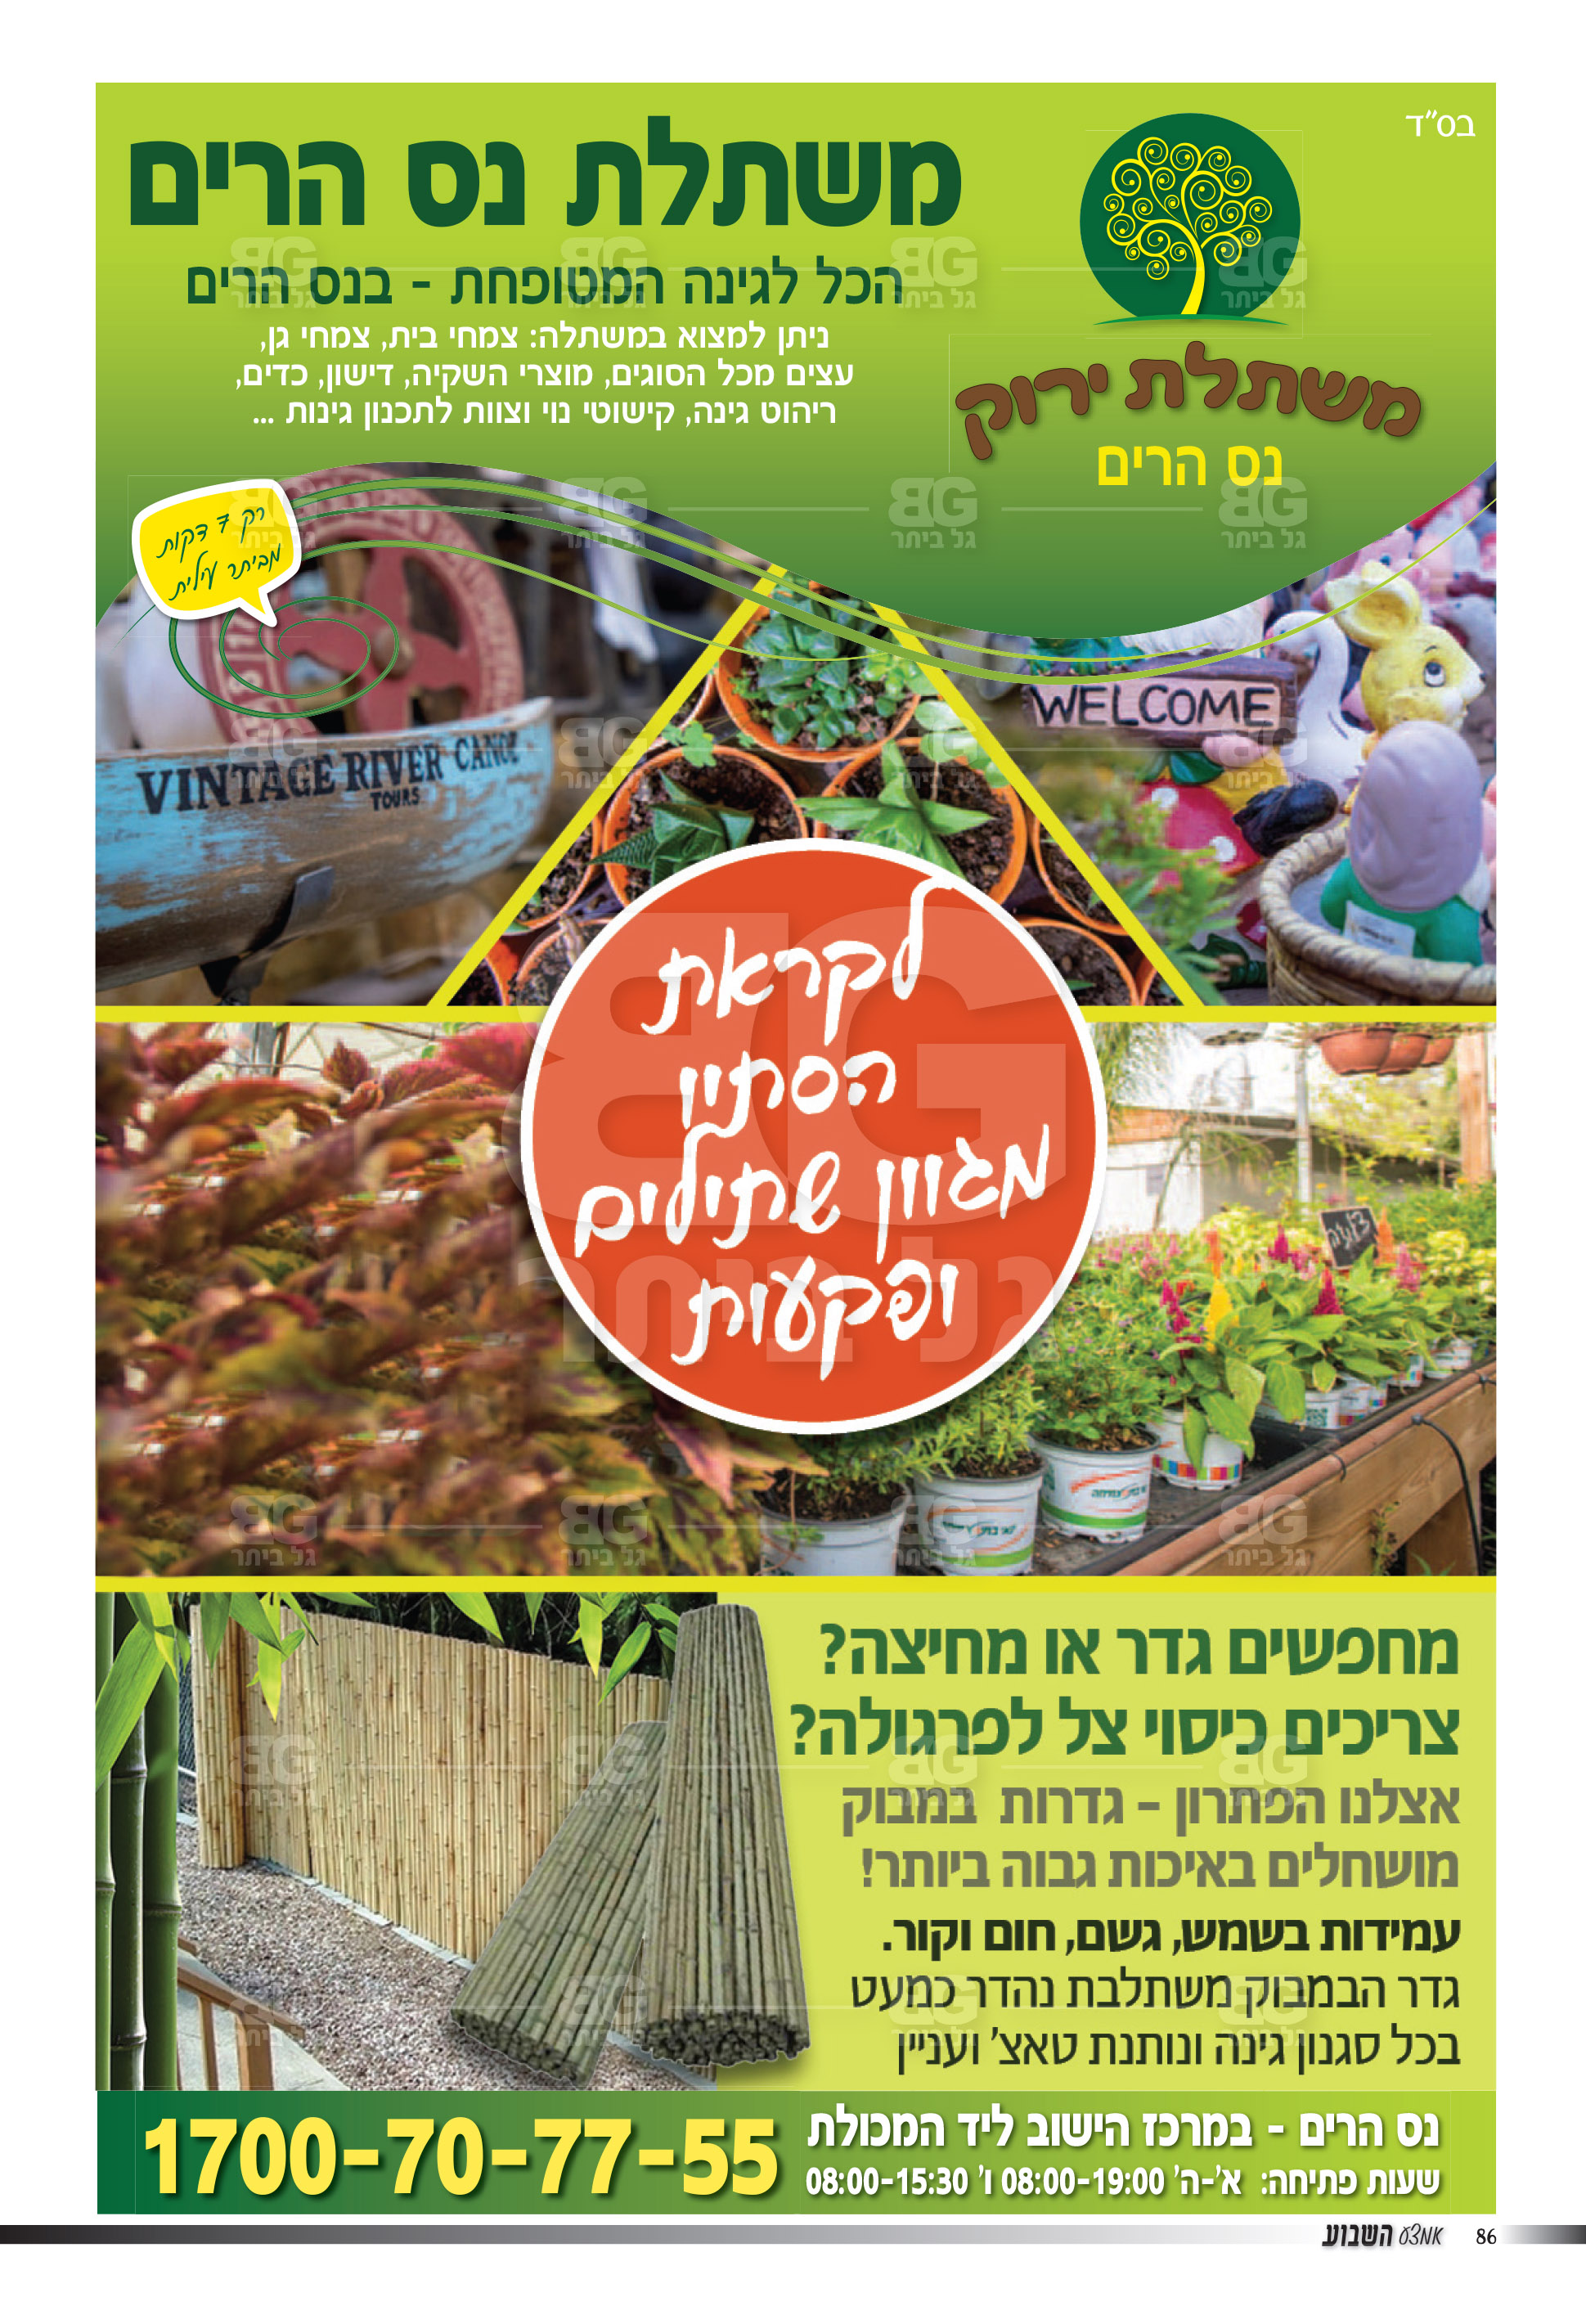 בס"ד
משתלת נס הרים
הכל לגינה המטופחת - בנס הרים
ניתן למצוא במשתלה: צמחי בית, צמחי גן,
עצים מכל הסוגים, מוצרי השקיה, דישון, כדים,
ריהוט גינה, קישוטי נוי וצוות לתכנון גינות ...
משתלת ירוק
נס הרים
רק 7 דקות
מביתר עילית
VINTAGE RIVER CANOE
TOURS
WELCOME
לקראת
הסתיו
מגוון שתילים
ופקעות
BG
גל ביתר
מחפשים גדר או מחיצה?
צריכים כיסוי צל לפרגולה?
אצלנו הפתרון - גדרות במבוק
מושחלים באיכות גבוה ביותר!
עמידות בשמש, גשם, חום וקור.
גדר הבמבוק משתלבת נהדר כמעט
בכל סגנון גינה ונותנת טאצ' ועניין
נס הרים - במרכז הישוב ליד המכולת
שעות פתיחה: א'-ה' 08:00-19:00 ו' 08:00-15:30
1700-70-77-55
86 אמצע השבוע